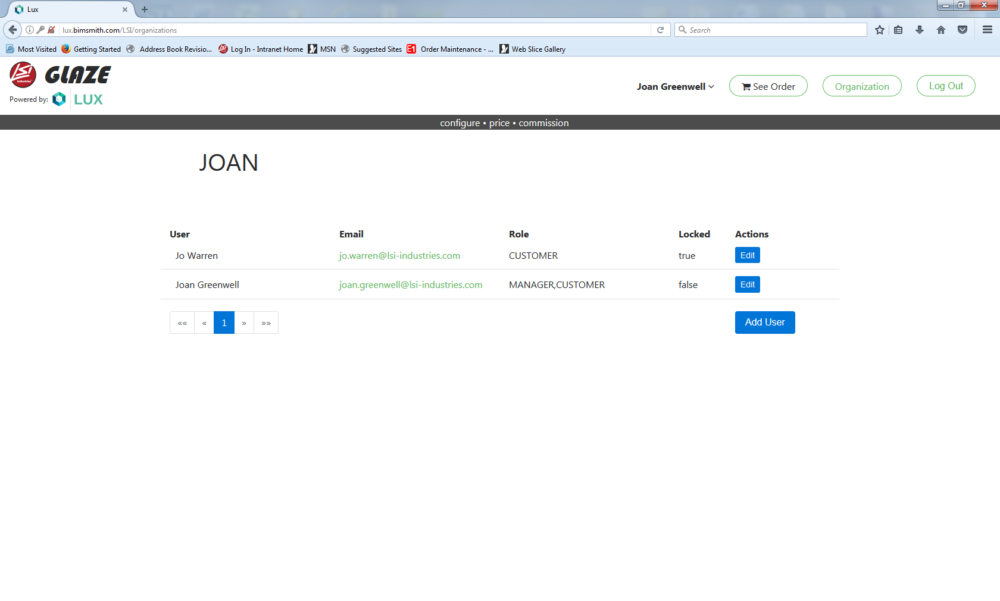 Lux
lux.bimsmith.com/LSI/organizations
Search
Most Visited Getting Started Address Book Revisio... Log In - Intranet Home MSN Suggested Sites E1 Order Maintenance - ... Web Slice Gallery
LSI Industries GLAZE
Powered by: LUX
Joan Greenwell See Order Organization Log Out
configure • price • commission
JOAN
User Email Role Locked Actions
Jo Warren jo.warren@lsi-industries.com CUSTOMER true Edit
Joan Greenwell joan.greenwell@lsi-industries.com MANAGER,CUSTOMER false Edit
«« « 1 » »» Add User